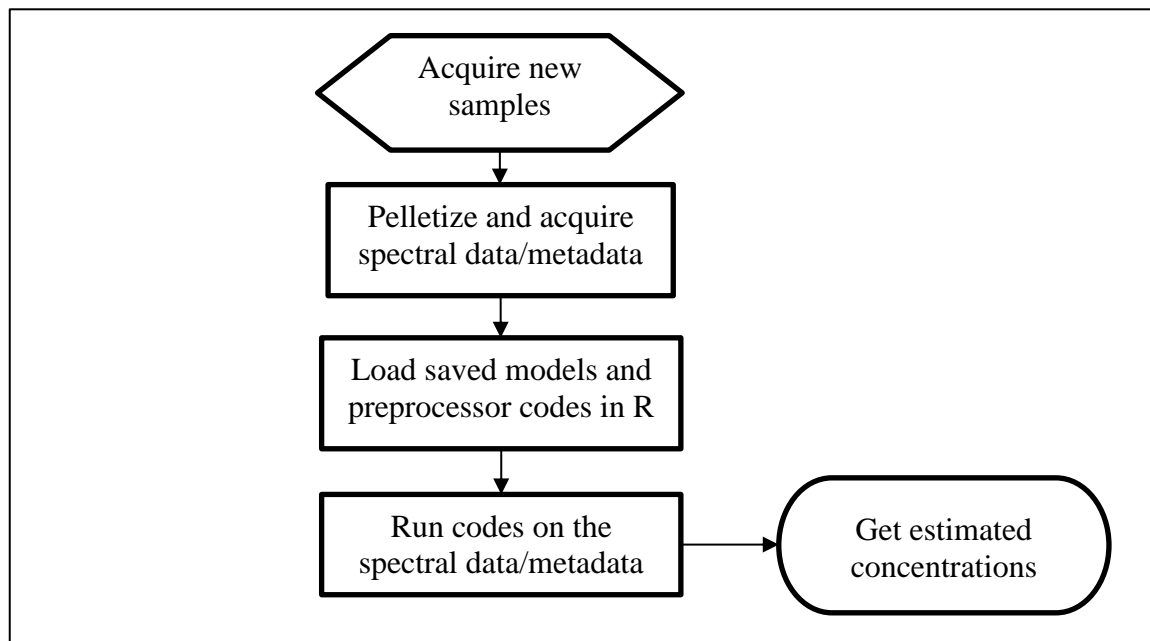 Acquire new
samples
Pelletize and acquire
spectral data/metadata
Load saved models and
preprocessor codes in R
Run codes on the
spectral data/metadata
Get estimated
concentrations